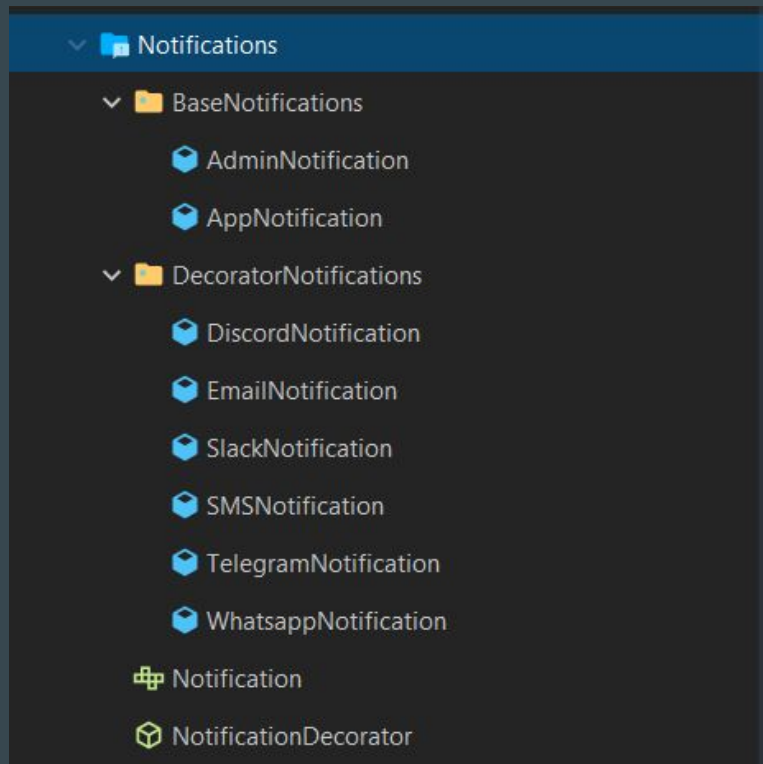 Notifications
BaseNotifications
AdminNotification
AppNotification
DecoratorNotifications
DiscordNotification
EmailNotification
SlackNotification
SMSNotification
TelegramNotification
WhatsappNotification
Notification
NotificationDecorator